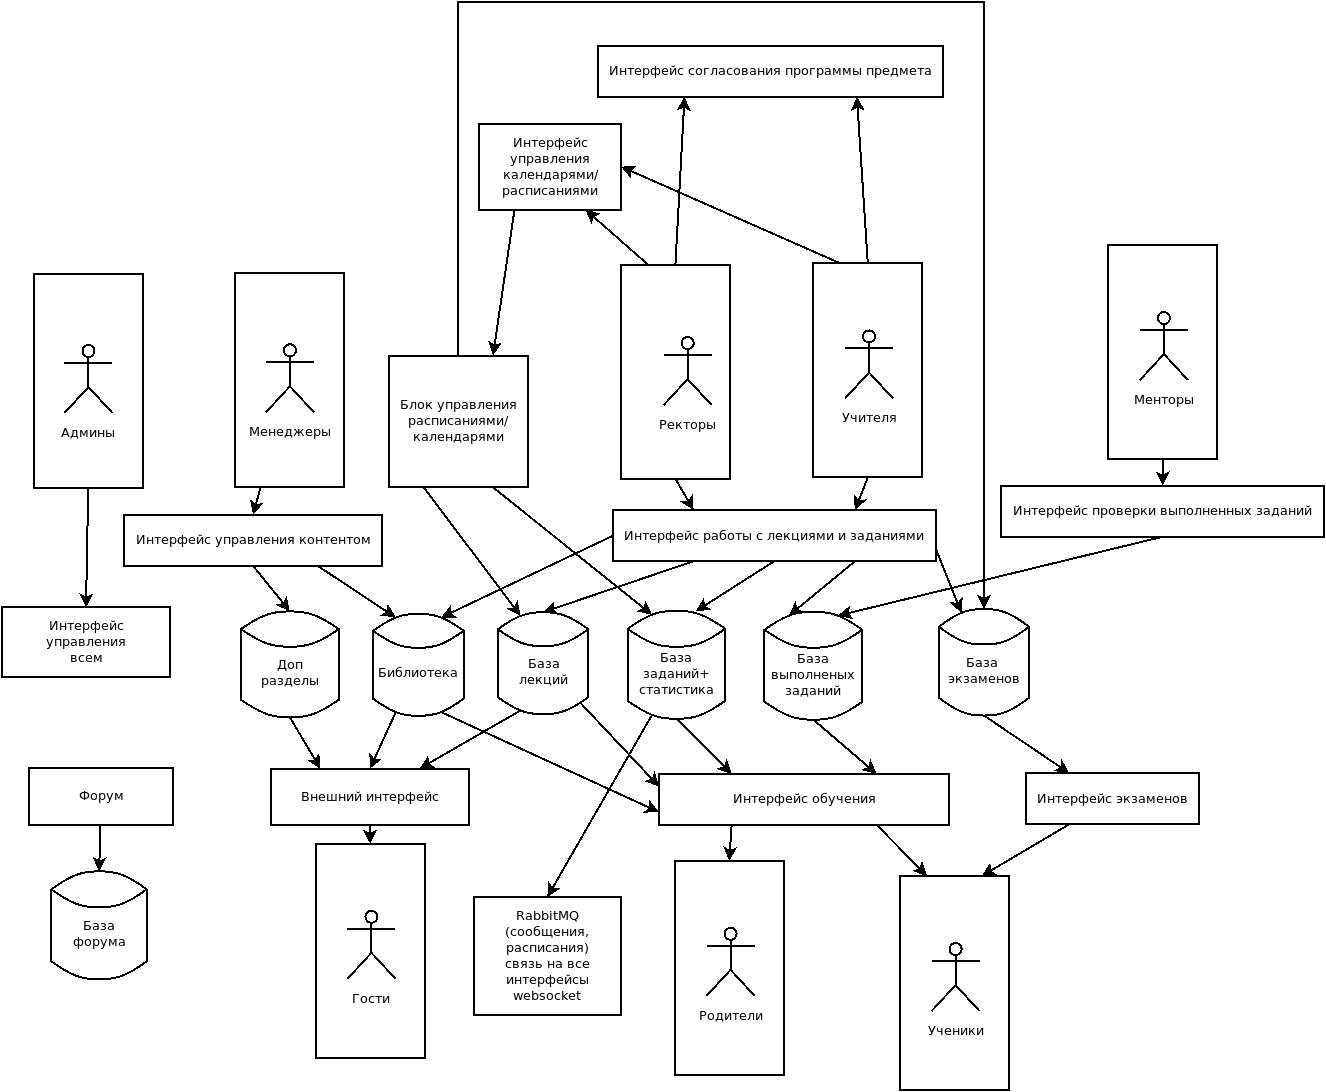 Интерфейс согласования программы предмета
Интерфейс
управления
календарями/
расписаниями
Админы
Менеджеры
Блок управления
расписаниями/
календарями
Ректоры
Учителя
Менторы
Интерфейс управления контентом
Интерфейс работы с лекциями и заданиями
Интерфейс проверки выполненных заданий
Интерфейс
управления
всем
Доп
разделы
Библиотека
База
лекций
База
заданий+
статистика
База
выполненых
заданий
База
экзаменов
Форум
Внешний интерфейс
Интерфейс обучения
Интерфейс экзаменов
База
форума
Гости
RabbitMQ
(сообщения,
расписания)
связь на все
интерфейсы
websocket
Родители
Ученики